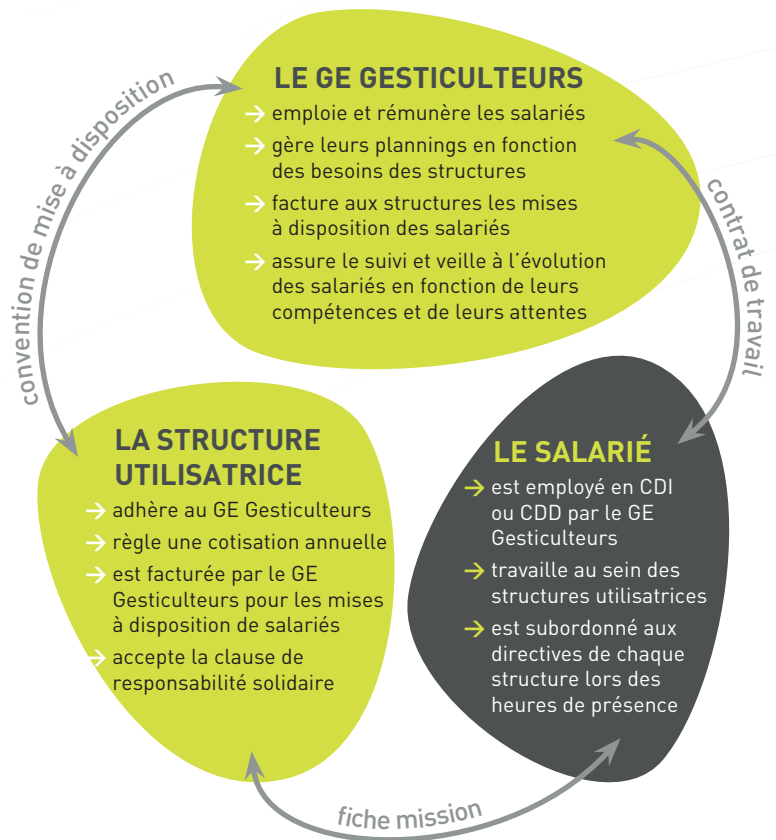 LE GE GESTICULTEURS
→ emploie et rémunère les salariés
→ gère leurs plannings en fonction
des besoins des structures
→ facture aux structures les mises
à disposition des salariés
→ assure le suivi et veille à l’évolution
des salariés en fonction de leurs
compétences et de leurs attentes
convention de mise à disposition
contrat de travail
LA STRUCTURE
UTILISATRICE
→ adhère au GE Gesticulteurs
→ règle une cotisation annuelle
→ est facturée par le GE
Gesticulteurs pour les mises
à disposition de salariés
→ accepte la clause de
responsabilité solidaire
LE SALARIÉ
→ est employé en CDI
ou CDD par le GE
Gesticulteurs
→ travaille au sein des
structures utilisatrices
→ est subordonné aux
directives de chaque
structure lors des
heures de présence
fiche mission